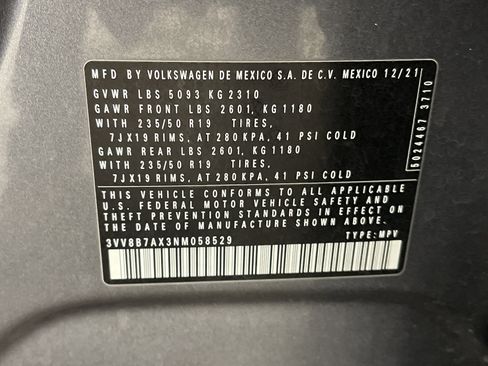 MFD BY VOLKSWAGEN DE MEXICO S.A. DE C.V. MEXICO 12/21
GVWR LBS 5093 KG 2310
GAWR FRONT LBS 2601, KG 1180
WITH 235/50 R19 TIRES,
7JX19 RIMS, AT 280 KPA, 41 PSI COLD
GAWR REAR LBS 2601, KG 1180
WITH 235/50 R19 TIRES,
7JX19 RIMS, AT 280 KPA, 41 PSI COLD
THIS VEHICLE CONFORMS TO ALL APPLICABLE
U.S. FEDERAL MOTOR VEHICLE SAFETY AND
THEFT PREVENTION STANDARDS IN EFFECT ON
THE DATE OF MANUFACTURE SHOWN ABOVE.
3VV8B7AX3NM058529 TYPE: MPV
5024467 3710